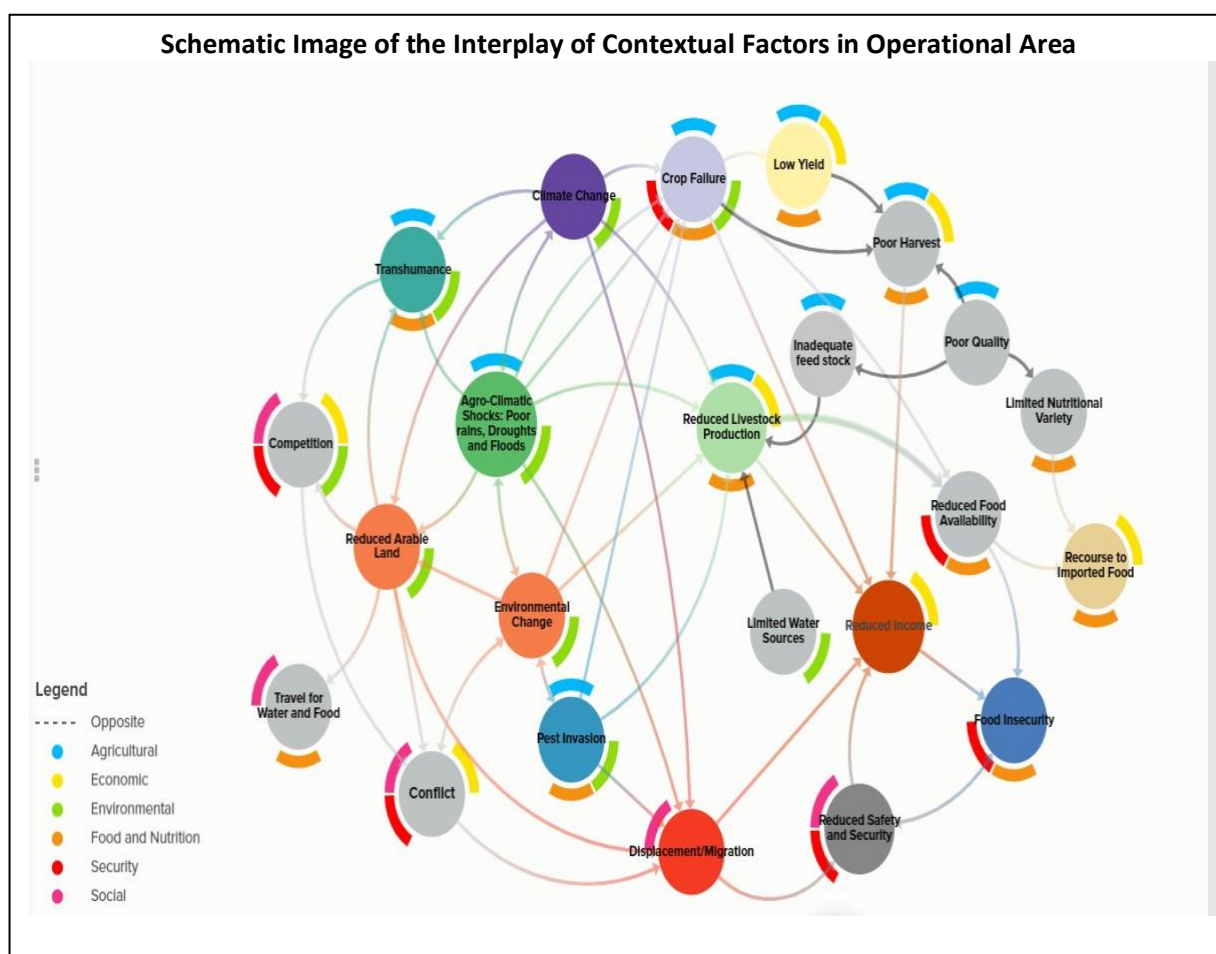 Schematic Image of the Interplay of Contextual Factors in Operational Area
Low Yield
Crop Failure
Climate Change
Poor Harvest
Transhumance
Poor Quality
Inadequate
feed stock
Agro-Climatic
Shocks: Poor
rains, Droughts
and Floods
Limited Nutritional
Variety
Reduced Livestock
Production
Competition
Reduced Food
Availability
Reduced Arable
Land
Recourse to
Imported Food
Environmental
Change
Limited Water
Sources
Reduced Income
Travel for
Water and Food
Food Insecurity
Pest Invasion
Conflict
Reduced Safety
and Security
Displacement/Migration
Legend
Opposite
Agricultural
Economic
Environmental
Food and Nutrition
Security
Social